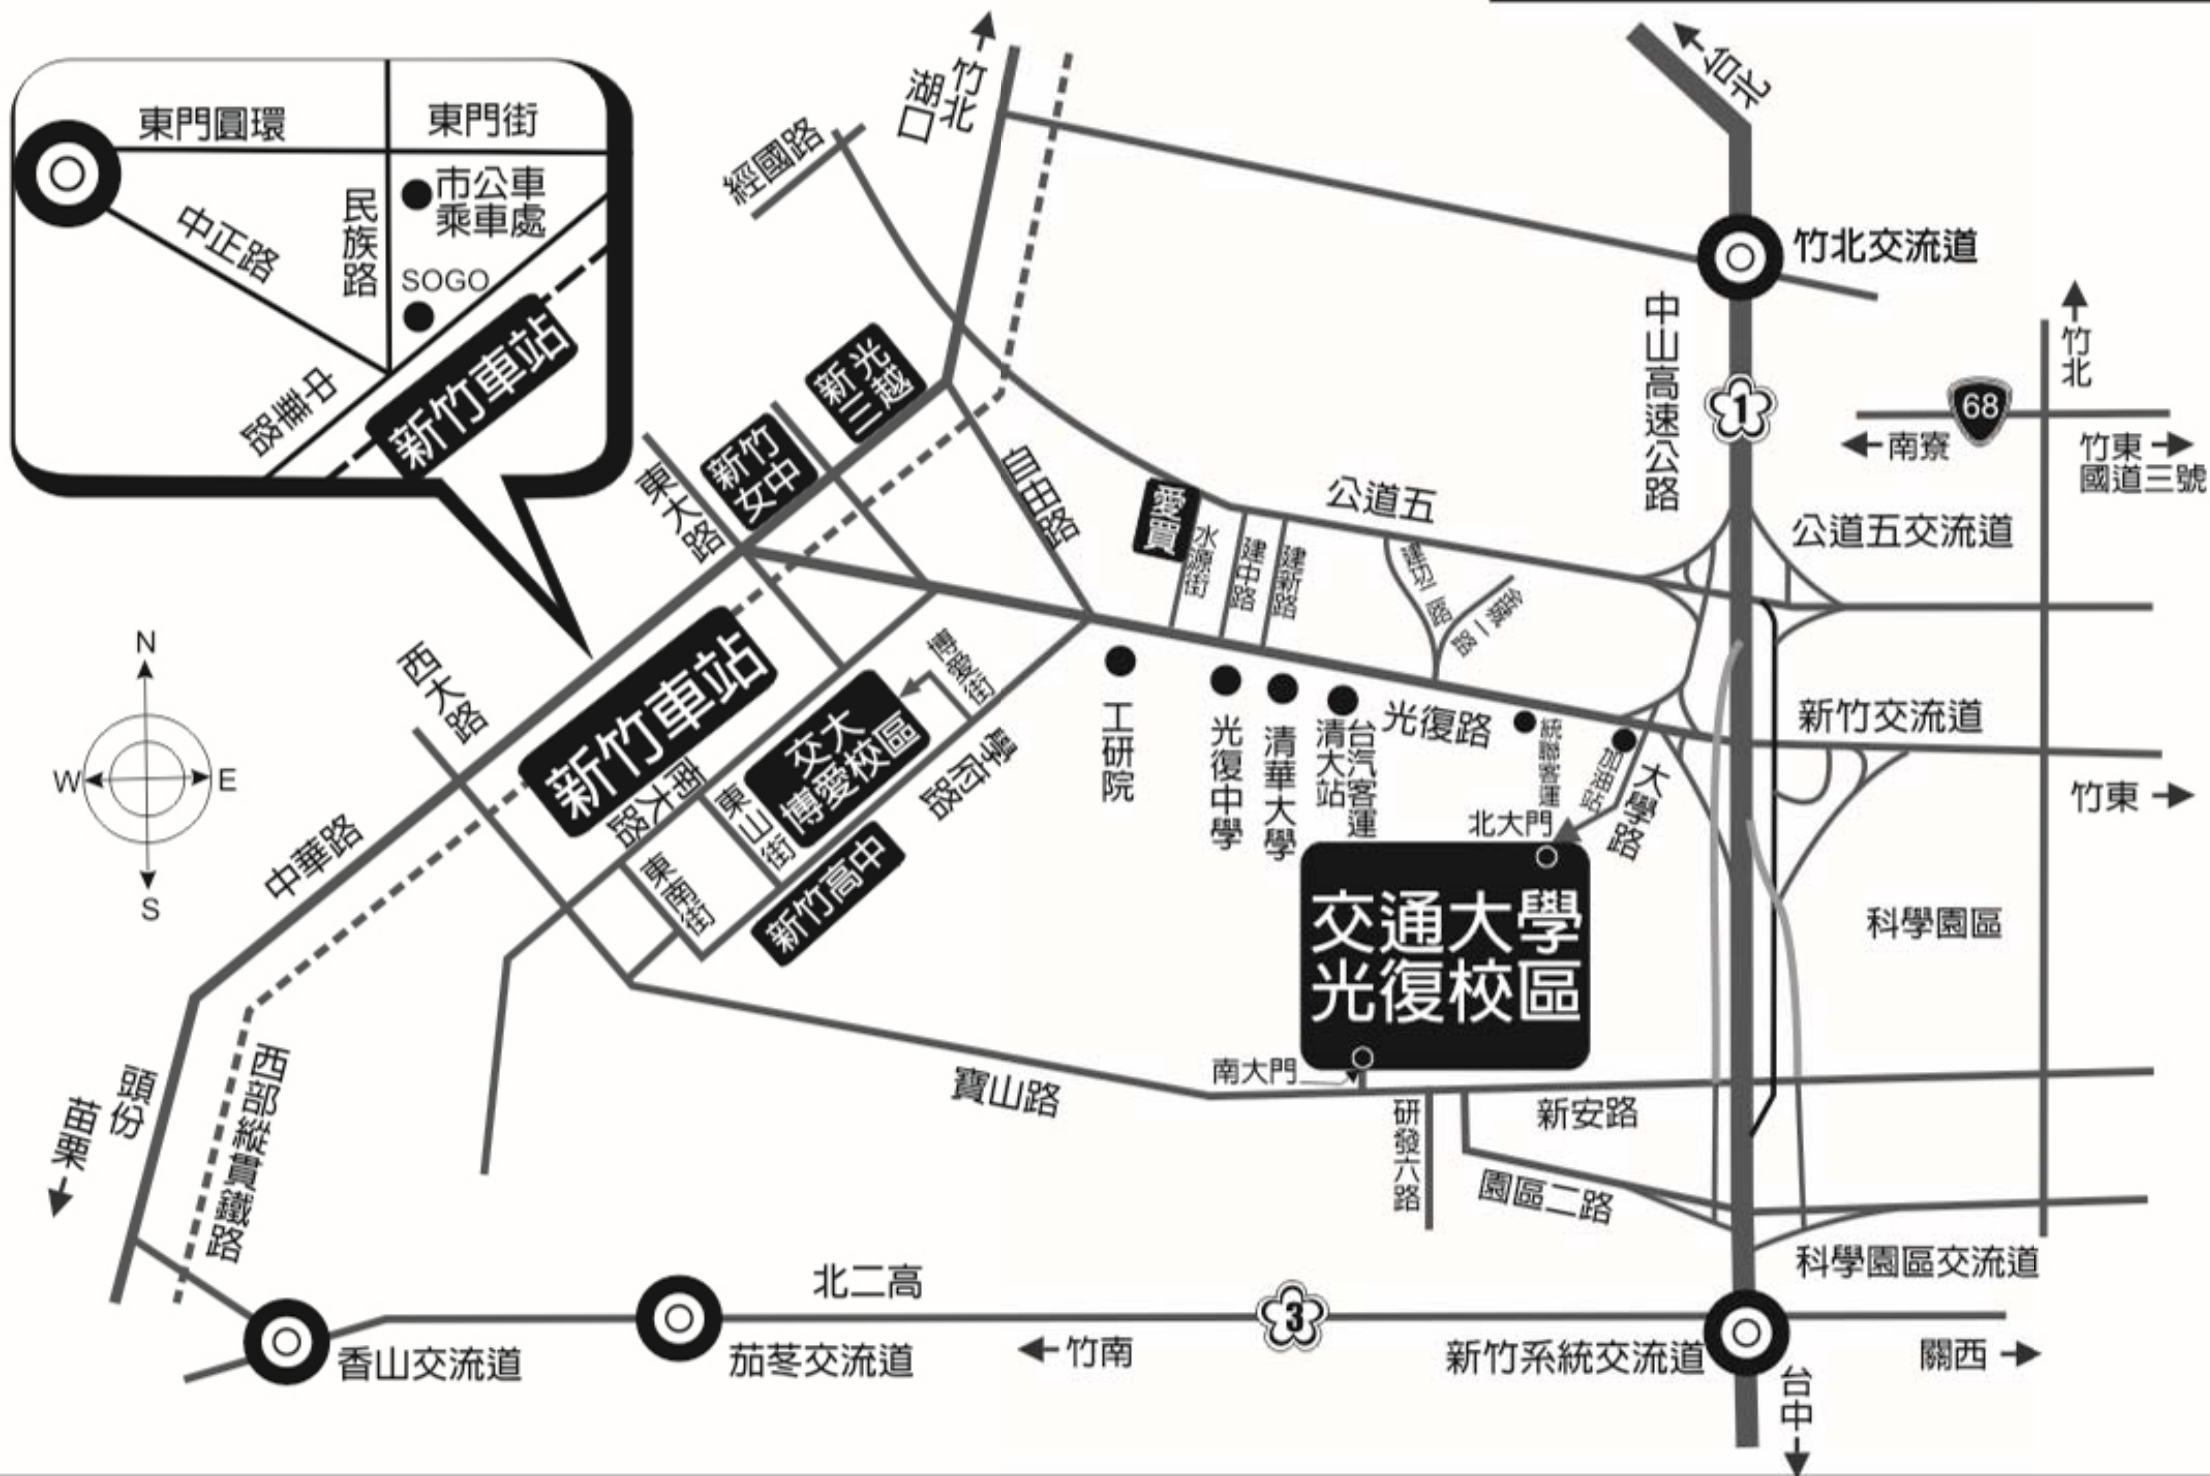 東門圓環
東門街
市公車
乘車處
民族路
中正路
SOGO
中華路
新竹車站
竹北
湖口
經國路
台北
竹北交流道
中山高速公路
1
竹北
68
南寮
竹東
國道三號
新光
三越
新竹
女中
東大路
自由路
愛買
水源街
建中路
建新路
公道五
建功二路
公道五交流道
N
W
E
S
西大路
新竹車站
交大
博愛校區
博愛街
學府路
南大路
東山街
東南街
新竹高中
中華路
工研院
光復中學
清華大學
台汽客運
清大站
光復路
統聯客運
加油站
大學路
北大門
新竹交流道
竹東
交通大學
光復校區
南大門
科學園區
寶山路
研發六路
新安路
園區二路
科學園區交流道
頭份
苗栗
西部縱貫鐵路
北二高
3
香山交流道
茄苳交流道
竹南
新竹系統交流道
關西
台中